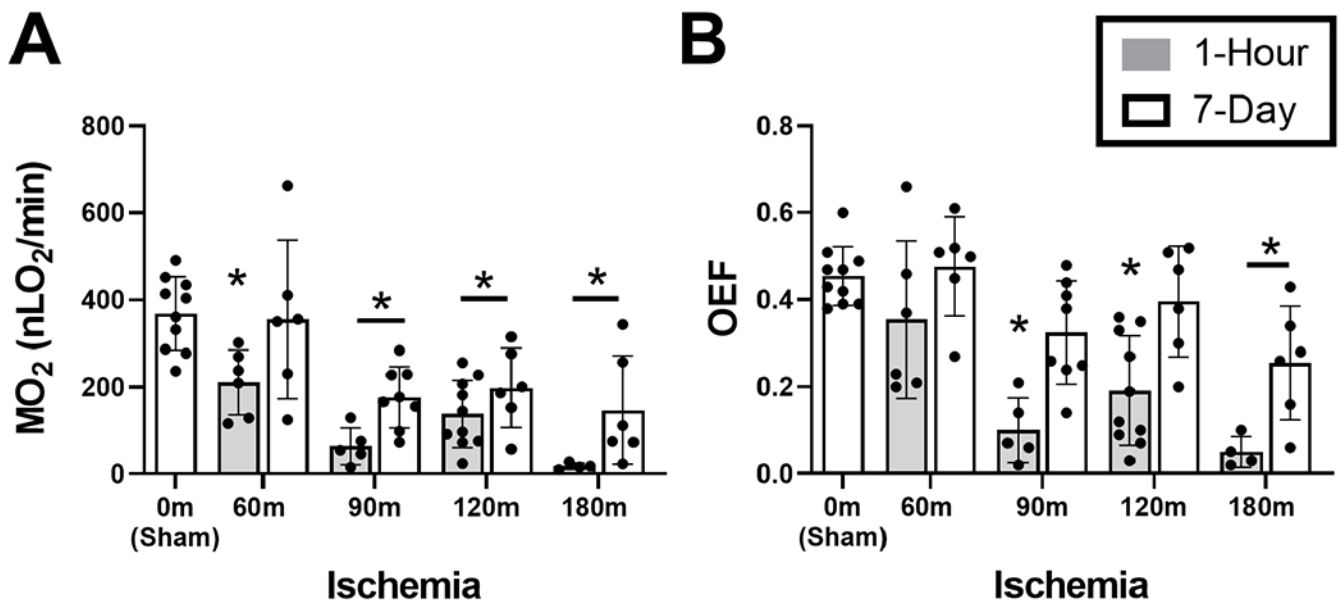 A
MO₂ (nLO₂/min)
800
600
400
200
0
*
*
*
*
0m
(Sham)
60m
90m
120m
180m
Ischemia
B
1-Hour
7-Day
OEF
0.8
0.6
0.4
0.2
0.0
*
*
*
0m
(Sham)
60m
90m
120m
180m
Ischemia